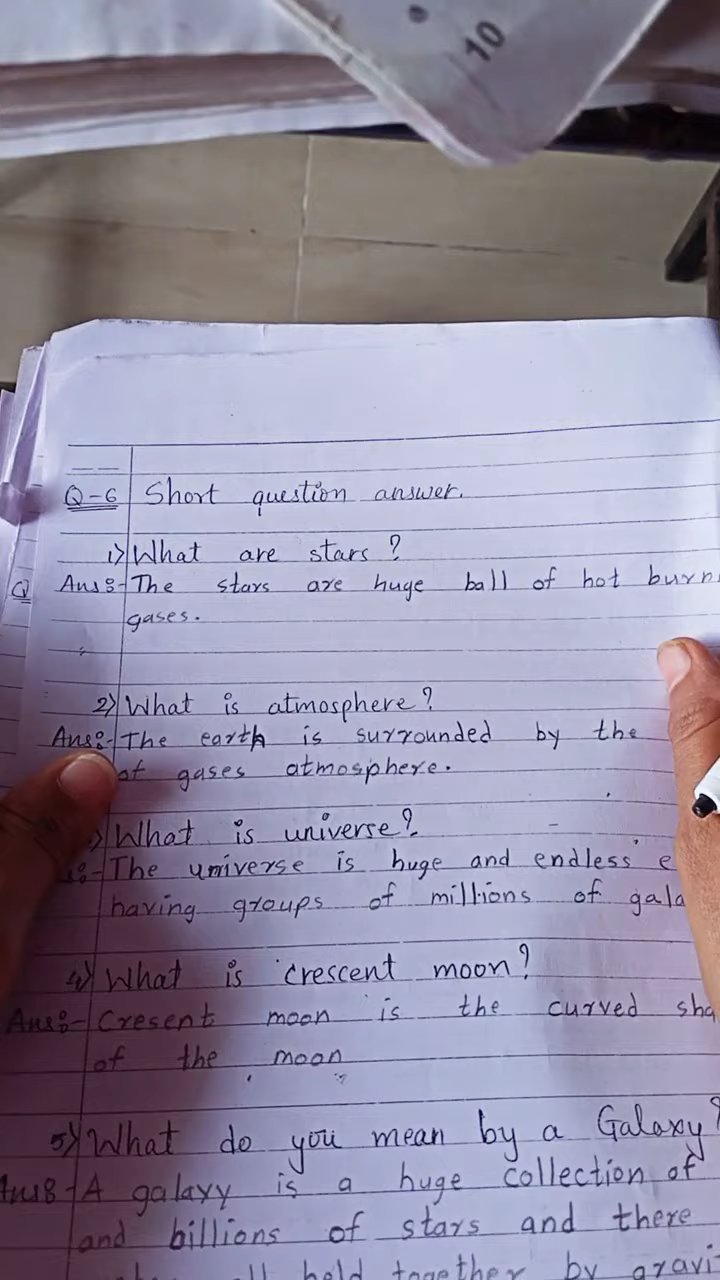 10
Q-6 Short question answer.
1) What are stars?
Q
Ans:- The stars are huge ball of hot burn
gases.
2) What is atmosphere?
Ans:- The earth is surrounded by the
of gases atmosphere.
) What is universe?
s:- The universe is huge and endless e
having groups of millions of gala
4) What is crescent moon?
Ans:- Cresent moon is the curved sha
of the moon
5) What do you mean by a Galaxy?
Ans:- A galaxy is a huge collection of
and billions of stars and there
held together by gravi